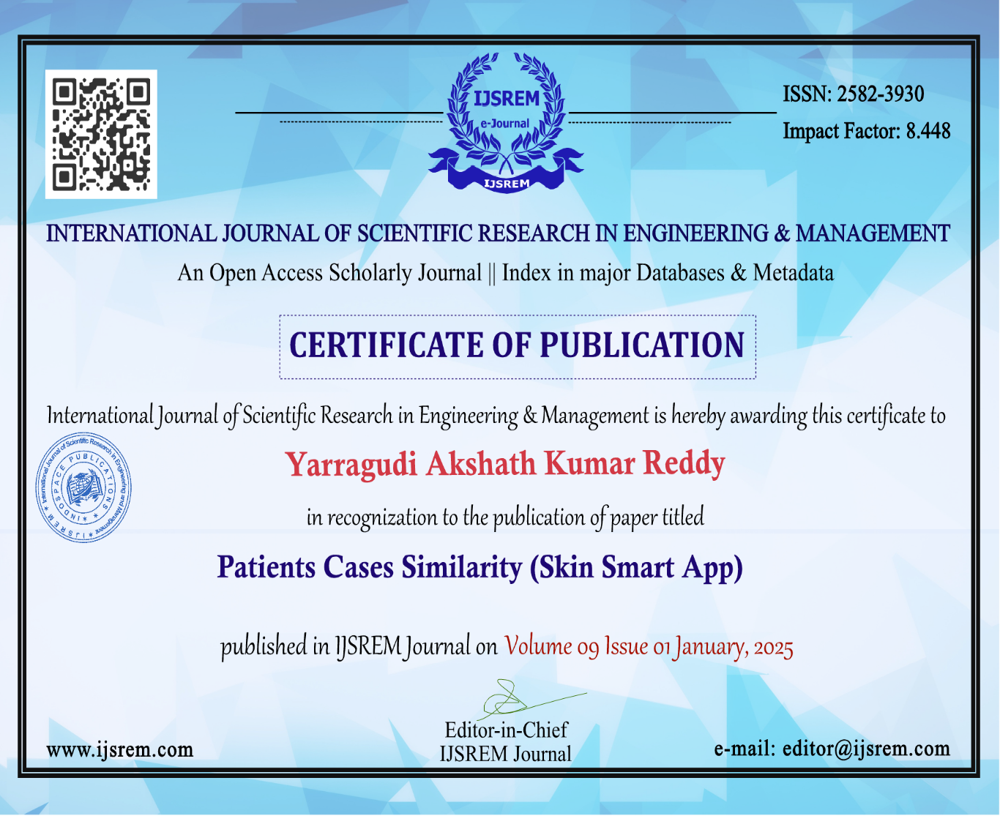 IJSREM
e-Journal
IJSREM
ISSN: 2582-3930
Impact Factor: 8.448
INTERNATIONAL JOURNAL OF SCIENTIFIC RESEARCH IN ENGINEERING & MANAGEMENT
An Open Access Scholarly Journal || Index in major Databases & Metadata
CERTIFICATE OF PUBLICATION
International Journal of Scientific Research in Engineering & Management is hereby awarding this certificate to
Yarragudi Akshath Kumar Reddy
International Journal of Scientific Research in Engineering and Management
* IJSREM *
INDOSPACE PUBLICATIONS
in recognization to the publication of paper titled
Patients Cases Similarity (Skin Smart App)
published in IJSREM Journal on Volume 09 Issue 01 January, 2025
Editor-in-Chief
IJSREM Journal
www.ijsrem.com
e-mail: editor@ijsrem.com